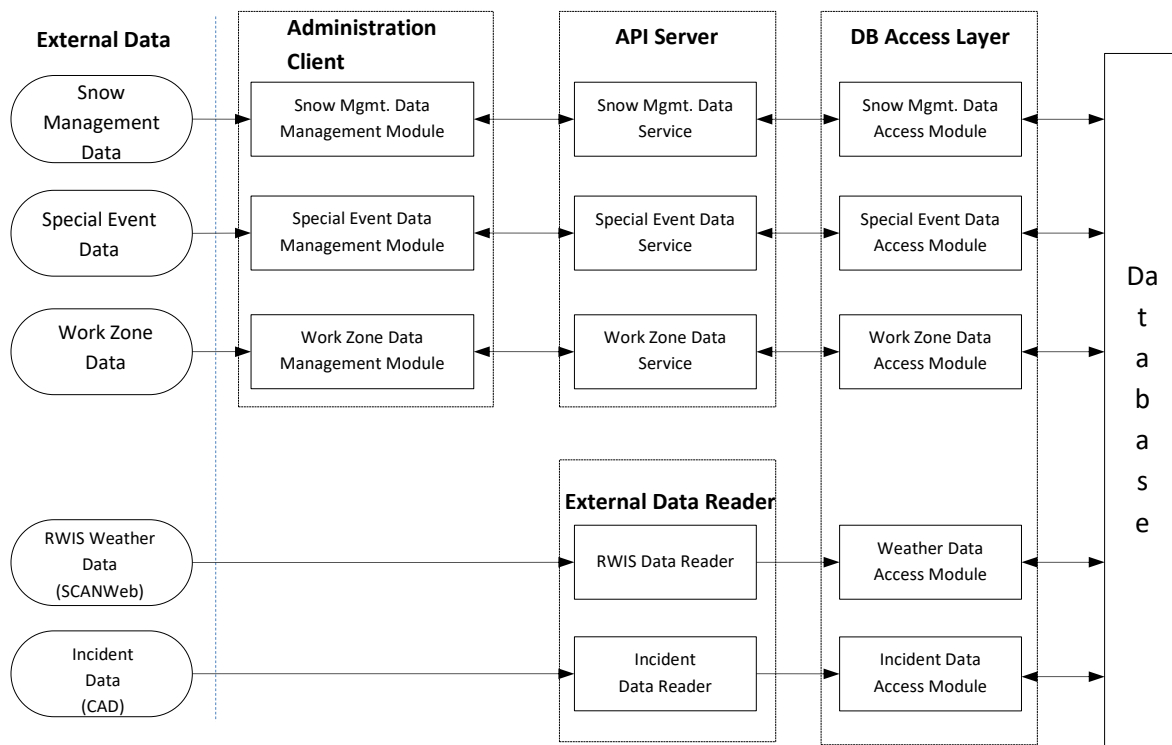 External Data
Administration
Client
API Server
DB Access Layer
Snow
Management
Data
Snow Mgmt. Data
Management Module
Snow Mgmt. Data
Service
Snow Mgmt. Data
Access Module
Special Event
Data
Special Event Data
Management Module
Special Event Data
Service
Special Event Data
Access Module
Work Zone
Data
Work Zone Data
Management Module
Work Zone Data
Service
Work Zone Data
Access Module
Da
t
a
b
a
s
e
External Data Reader
RWIS Weather
Data
(SCANWeb)
RWIS Data Reader
Weather Data
Access Module
Incident
Data
(CAD)
Incident
Data Reader
Incident Data
Access Module